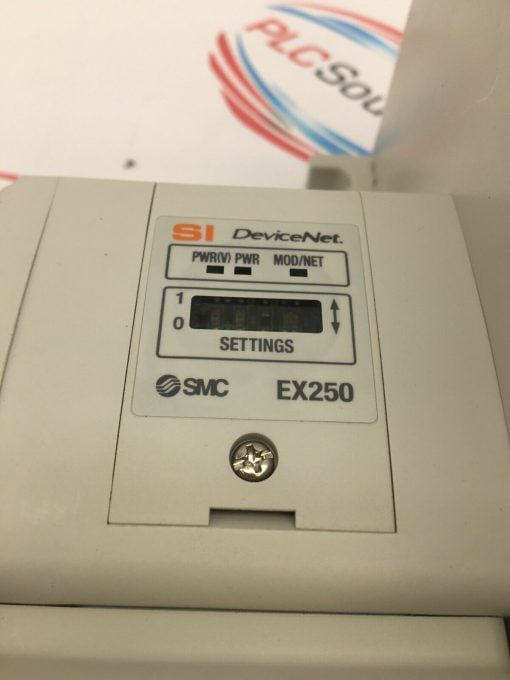 PLC Sou
SI DeviceNet.
PWR(V) PWR MOD/NET
1
0
SETTINGS
SMC EX250